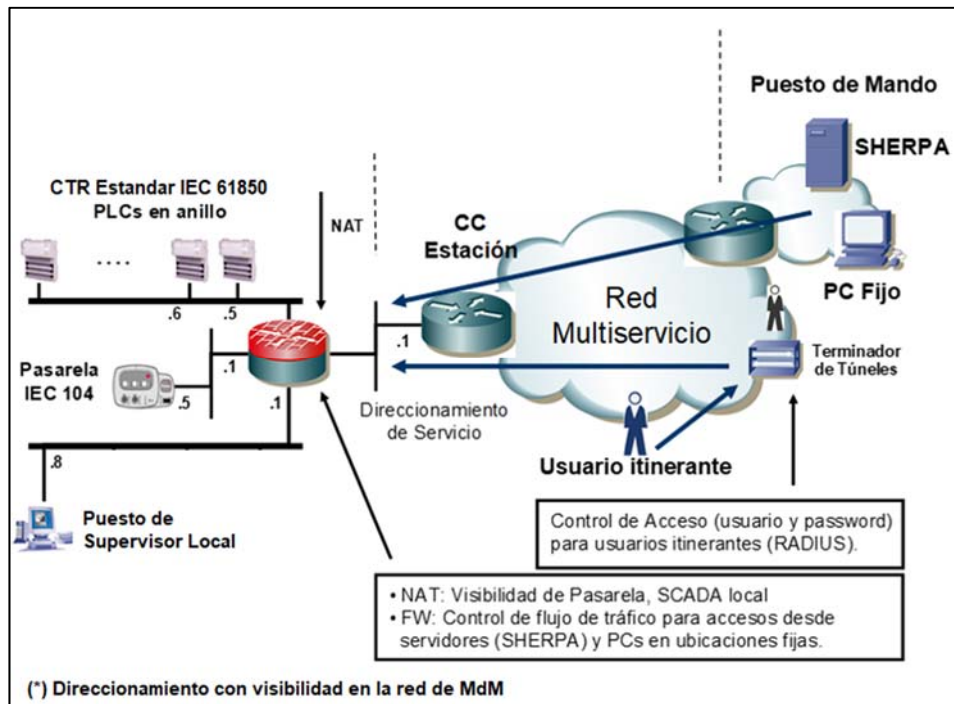 Puesto de Mando
SHERPA
CTR Estandar IEC 61850
PLCs en anillo
NAT
CC
Estación
PC Fijo
....
Red
Multiservicio
.6
.5
.1
Pasarela
IEC 104
.1
Terminador
de Túneles
.5
.1
Direccionamiento
de Servicio
.8
Usuario itinerante
Puesto de
Supervisor Local
Control de Acceso (usuario y password)
para usuarios itinerantes (RADIUS).
• NAT: Visibilidad de Pasarela, SCADA local
• FW: Control de flujo de tráfico para accesos desde
servidores (SHERPA) y PCs en ubicaciones fijas.
(*) Direccionamiento con visibilidad en la red de MdM